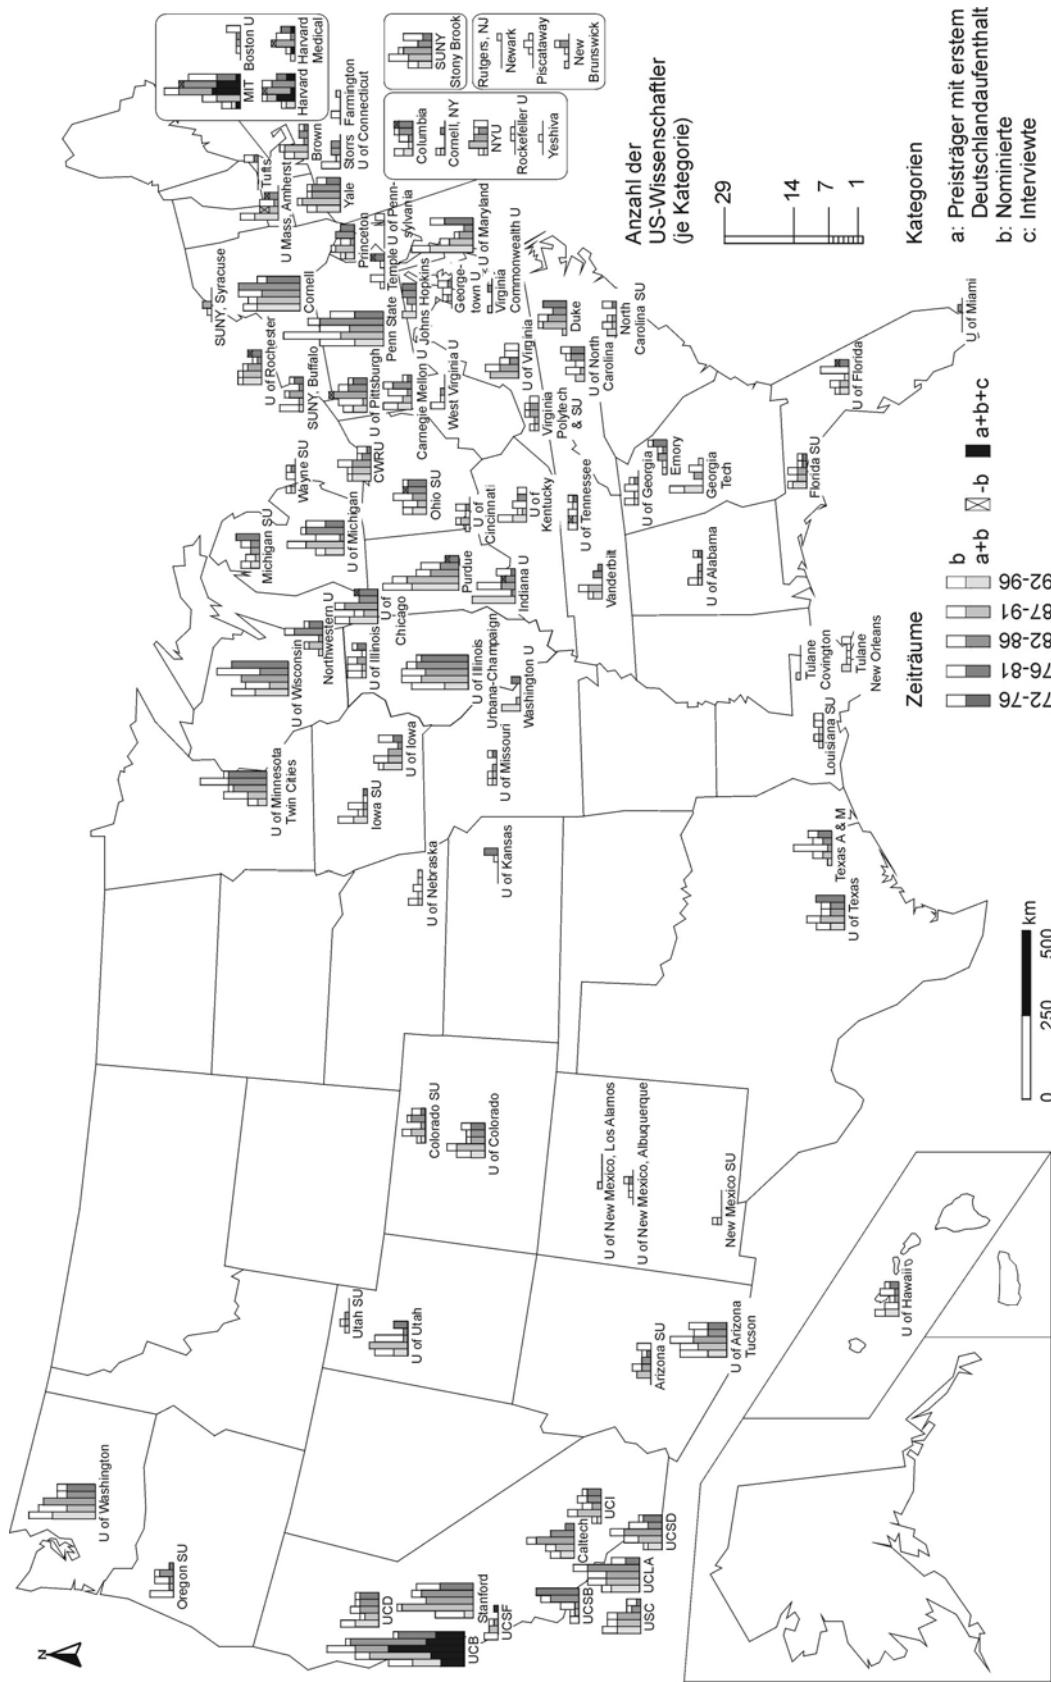 N
U of Washington
Oregon SU
UCD
UCB
Stanford
UCSF
Caltech
UCI
UCSB
UCLA
USC
UCSD
Utah SU
U of Utah
Arizona SU
U of Arizona
Tucson
Colorado SU
U of Colorado
U of New Mexico, Los Alamos
U of New Mexico, Albuquerque
New Mexico SU
U of Hawaii
U of Nebraska
U of Kansas
U of Texas
Texas A & M
U of Minnesota
Twin Cities
Iowa SU
U of Iowa
U of Missouri
Louisiana SU
U of Wisconsin
Northwestern U
U of Illinois
U of
Chicago
U of Illinois
Urbana-Champaign
Washington U
Tulane
Covington
Tulane
New Orleans
Michigan SU
U of Michigan
Wayne SU
Purdue
Indiana U
Vanderbilt
U of Alabama
CWRU
Ohio SU
U of
Cincinnati
U of
Kentucky
U of Tennessee
U of Georgia
Emory
Georgia
Tech
Florida SU
U of Florida
U of Miami
SUNY, Syracuse
Cornell
U of Rochester
SUNY, Buffalo
U of Pittsburgh
Carnegie Mellon U
West Virginia U
Penn State
Johns Hopkins
George-
town U
Virginia
Commonwealth U
U of Virginia
Virginia
Polytech
& SU
Duke
U of North
Carolina
North
Carolina SU
Princeton
Temple
U of Penn-
sylvania
U of Maryland
U Mass, Amherst
Tufts
Yale
Brown
Storrs
Farmington
U of Connecticut
MIT
Boston U
Harvard
Harvard
Medical
Columbia
Cornell, NY
NYU
Rockefeller U
Yeshiva
SUNY
Stony Brook
Rutgers, NJ
Newark
Piscataway
New
Brunswick
Anzahl der
US-Wissenschaftler
(je Kategorie)
29
14
7
1
Kategorien
a: Preisträger mit erstem
Deutschlandaufenthalt
b: Nominierte
c: Interviewte
Zeiträume
b
a+b
72-76
76-81
82-86
87-91
92-96
-b
a+b+c
0
250
500
km